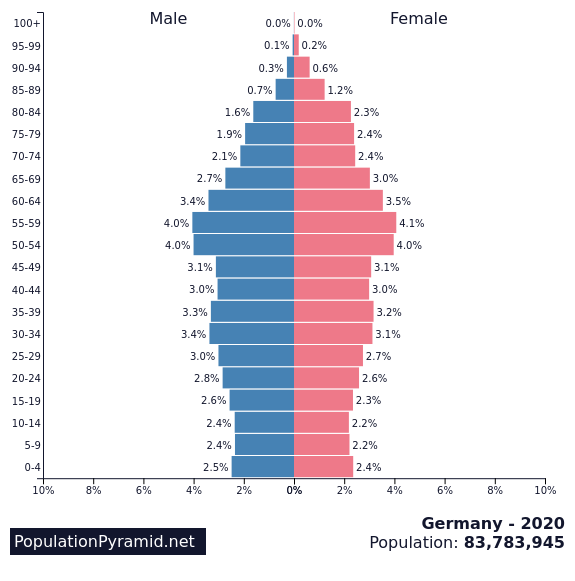 Male Female
100+ 0.0% 0.0%
95-99 0.1% 0.2%
90-94 0.3% 0.6%
85-89 0.7% 1.2%
80-84 1.6% 2.3%
75-79 1.9% 2.4%
70-74 2.1% 2.4%
65-69 2.7% 3.0%
60-64 3.4% 3.5%
55-59 4.0% 4.1%
50-54 4.0% 4.0%
45-49 3.1% 3.1%
40-44 3.0% 3.0%
35-39 3.3% 3.2%
30-34 3.4% 3.1%
25-29 3.0% 2.7%
20-24 2.8% 2.6%
15-19 2.6% 2.3%
10-14 2.4% 2.2%
5-9 2.4% 2.2%
0-4 2.5% 2.4%
10% 8% 6% 4% 2% 0% 2% 4% 6% 8% 10%
Germany - 2020
PopulationPyramid.net
Population: 83,783,945